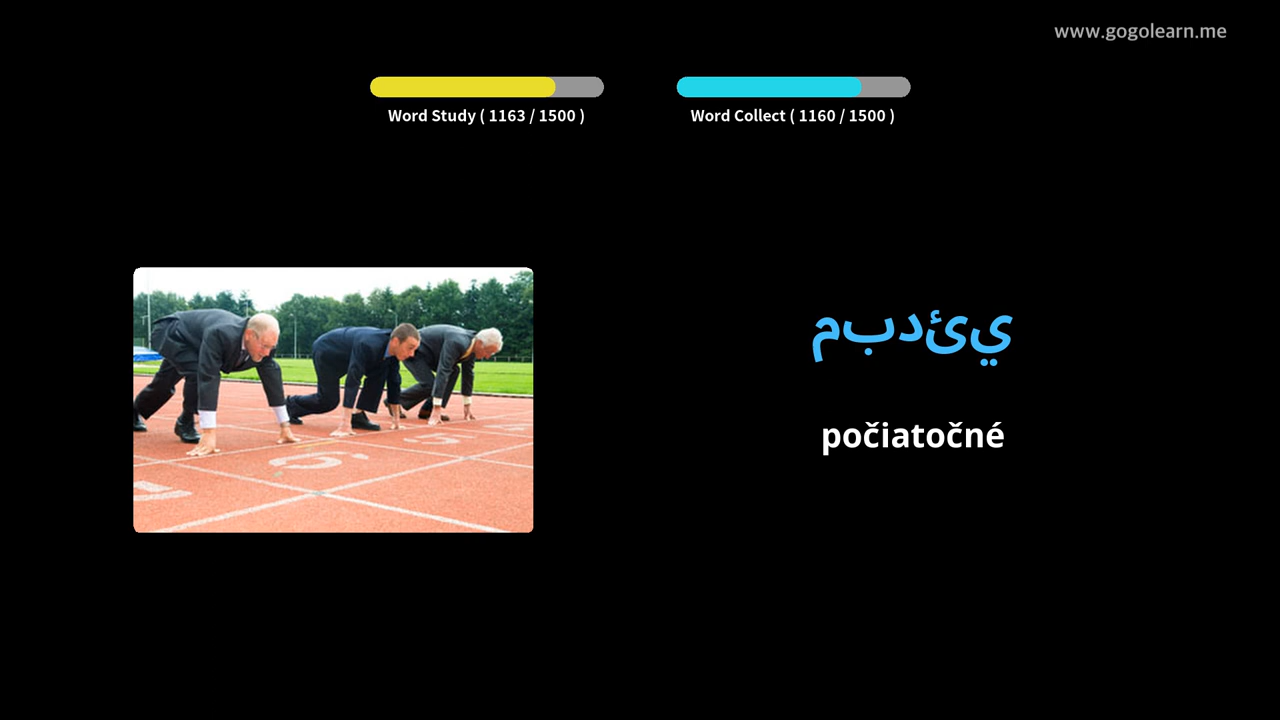 www.gogolearn.me
Word Study ( 1163 / 1500 )
Word Collect ( 1160 / 1500 )
مبدئي
počiatočné